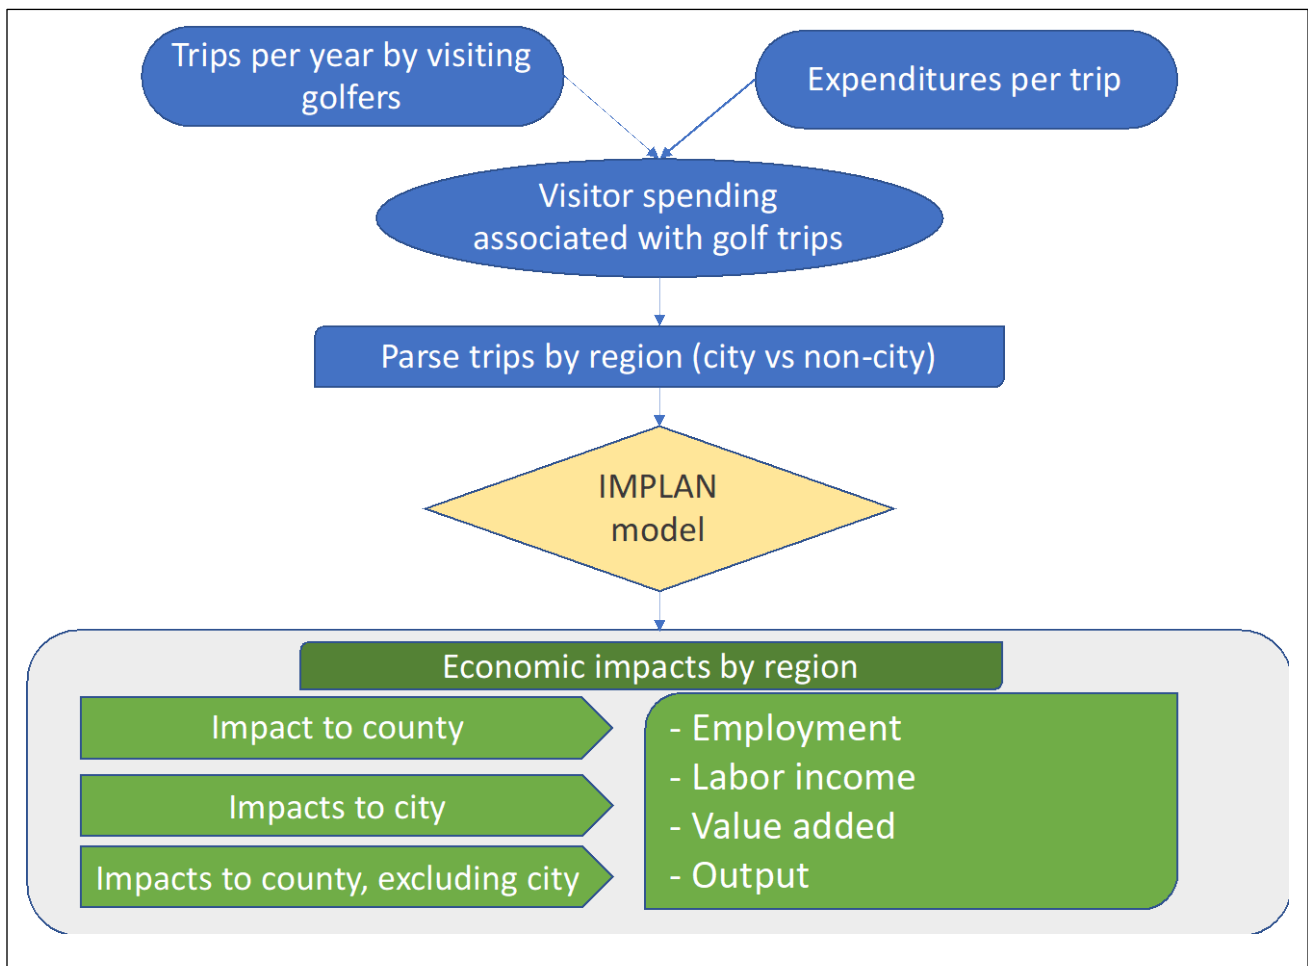 Trips per year by visiting
golfers
Expenditures per trip
Visitor spending
associated with golf trips
Parse trips by region (city vs non-city)
IMPLAN
model
Economic impacts by region
Impact to county
Impacts to city
Impacts to county, excluding city
- Employment
- Labor income
- Value added
- Output